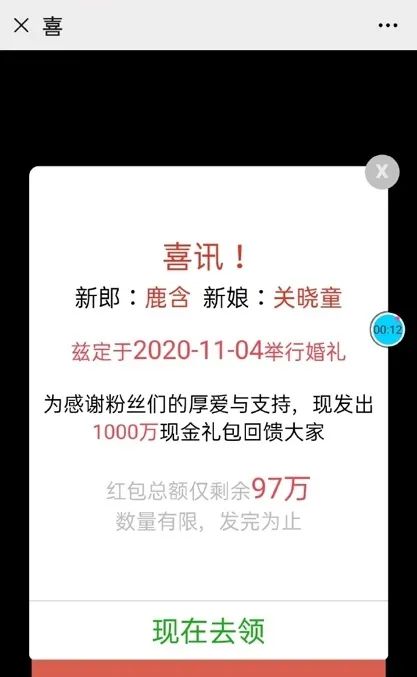 喜
喜讯！
新郎：鹿含 新娘：关晓童
兹定于2020-11-04举行婚礼
为感谢粉丝们的厚爱与支持，现发出
1000万现金礼包回馈大家
红包总额仅剩余97万
数量有限，发完为止
现在去领
X
00:12